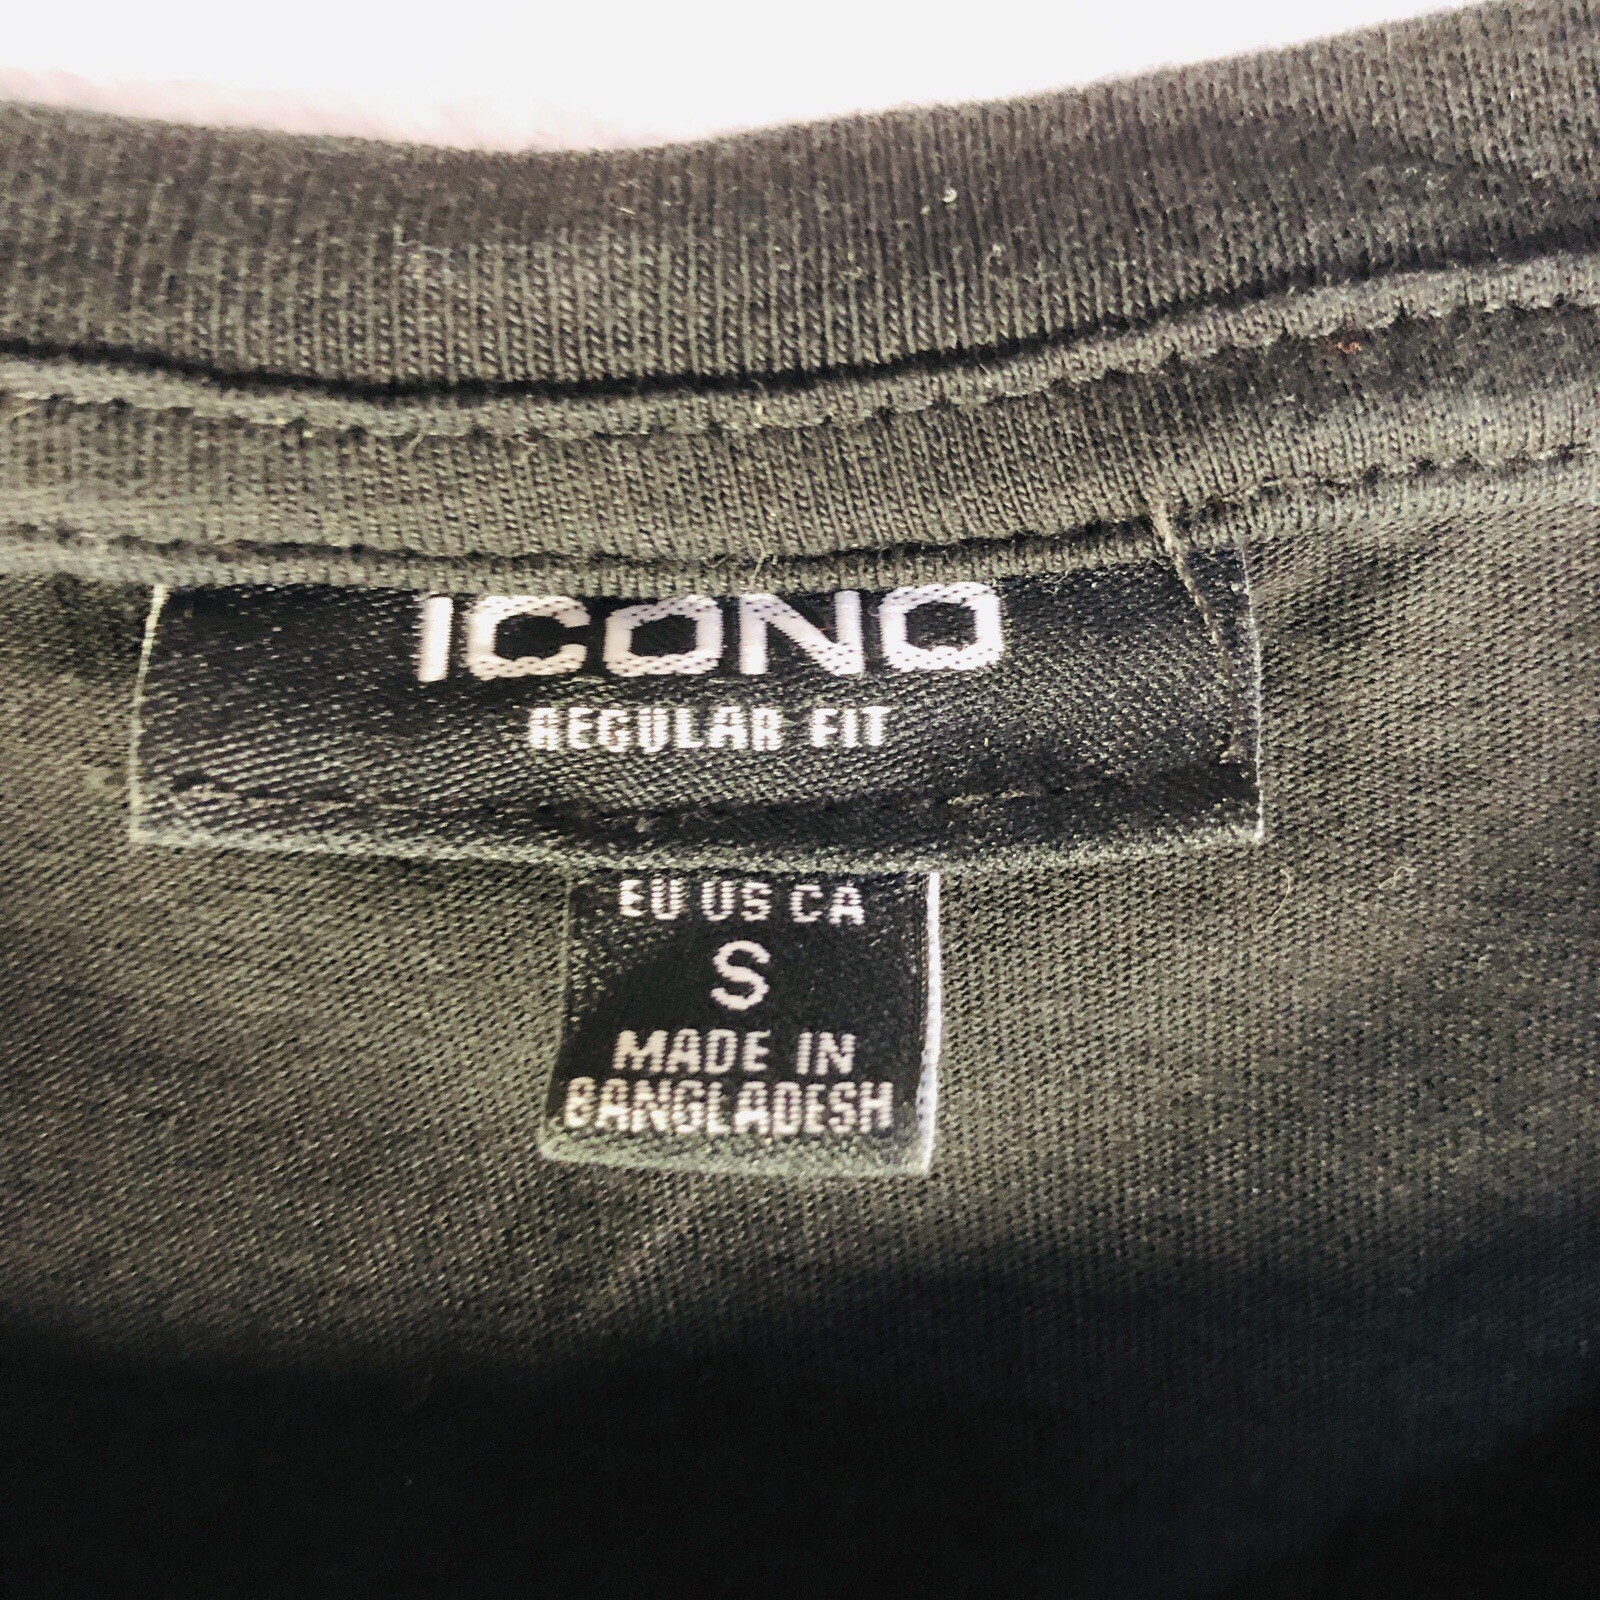 ICONO
REGULAR FIT
EU US CA
S
MADE IN
BANGLADESH